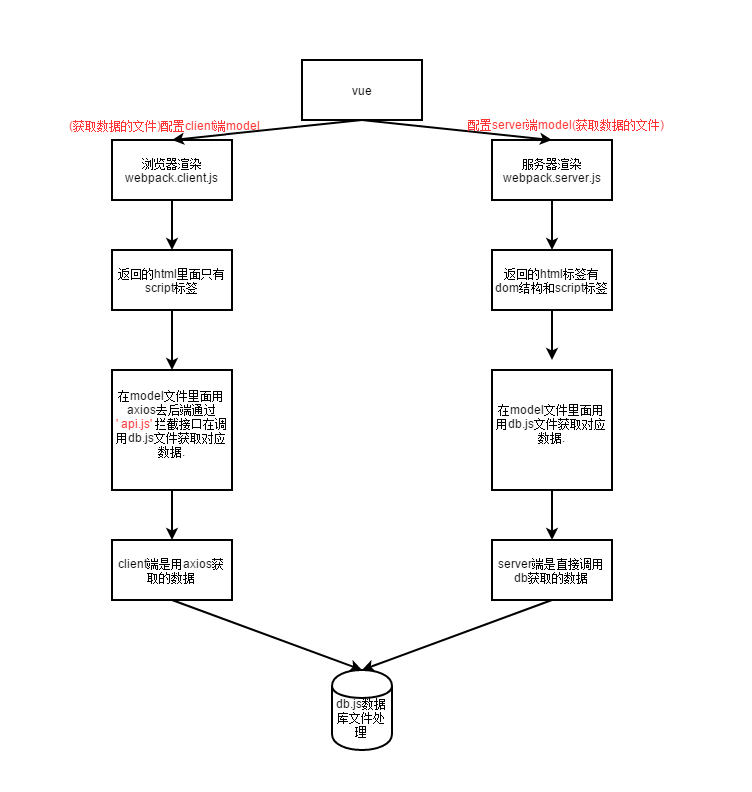 vue
(获取数据的文件)配置client端model
配置server端model(获取数据的文件)
浏览器渲染
webpack.client.js
服务器渲染
webpack.server.js
返回的html里面只有
script标签
返回的html标签有
dom结构和script标签
在model文件里面用
axios去后端通过
' api.js' 拦截接口在调
用db.js文件获取对应
数据.
在model文件里面用
用db.js文件获取对应
数据.
client端是用axios获
取的数据
server端是直接调用
db获取的数据
db.js数据
库文件处
理